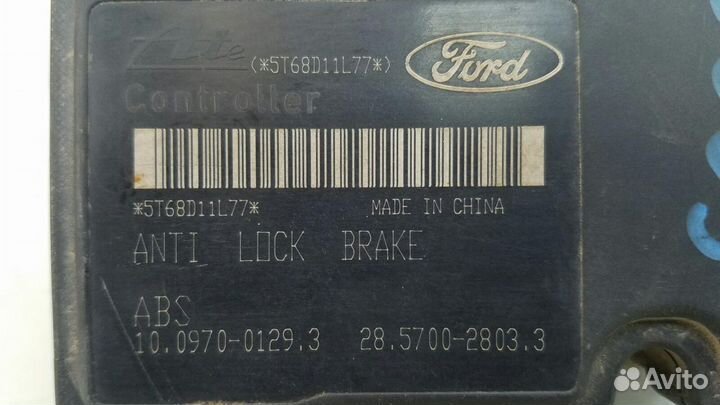 Ate (*5T68D11L77*) Ford
Controller
*5T68D11L77* MADE IN CHINA
ANTI LOCK BRAKE
ABS
10.0970-0129.3 28.5700-2803.3
Avito